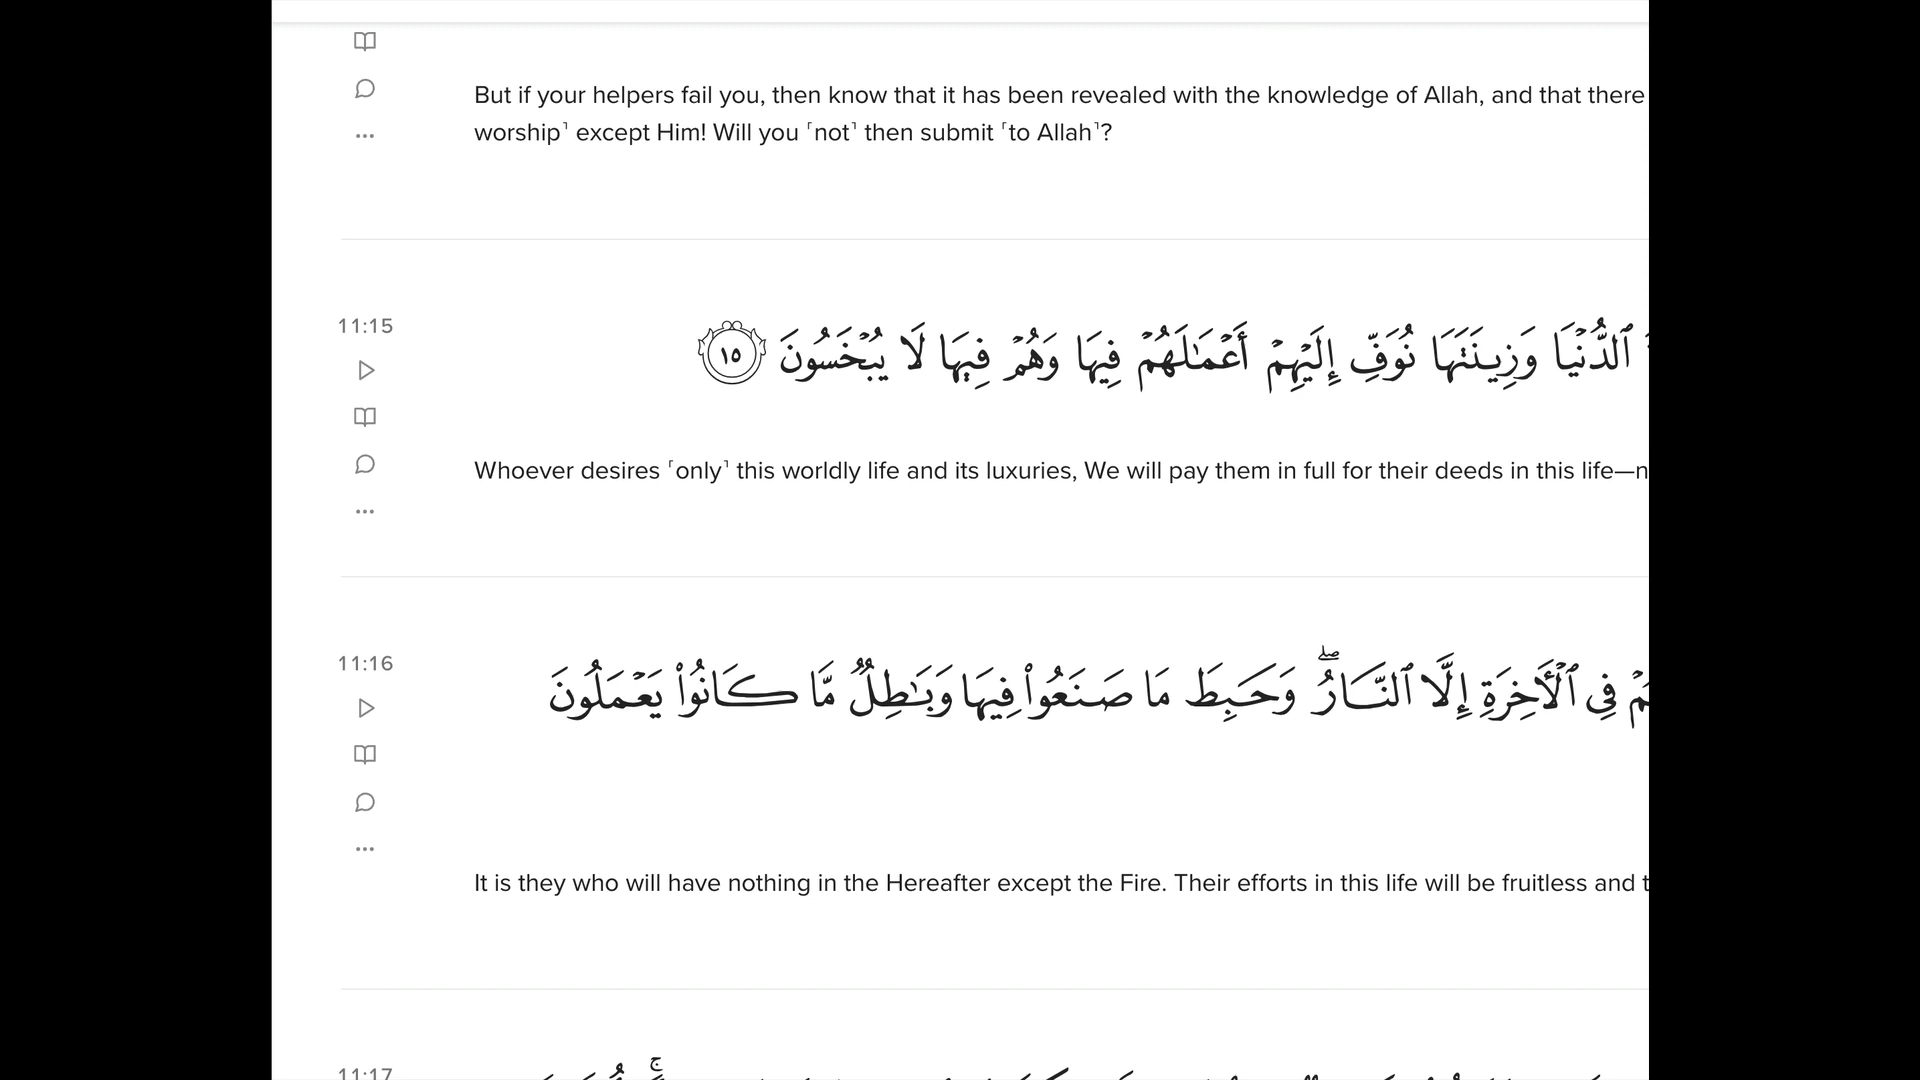 But if your helpers fail you, then know that it has been revealed with the knowledge of Allah, and that there
worship˺ except Him! Will you ˹not˺ then submit ˹to Allah˺?
11:15
ٱلدُّنْيَا وَزِينَتَهَا نُوَفِّ إِلَيْهِمْ أَعْمَـٰلَهُمْ فِيهَا وَهُمْ فِيهَا لَا يُبْخَسُونَ ١٥
Whoever desires ˹only˺ this worldly life and its luxuries, We will pay them in full for their deeds in this life—n
11:16
فِى ٱلْـَٔاخِرَةِ إِلَّا ٱلنَّارُ ۖ وَحَبِطَ مَا صَنَعُوا۟ فِيهَا وَبَـٰطِلٌۭ مَّا كَانُوا۟ يَعْمَلُونَ
It is they who will have nothing in the Hereafter except the Fire. Their efforts in this life will be fruitless and t
11:17